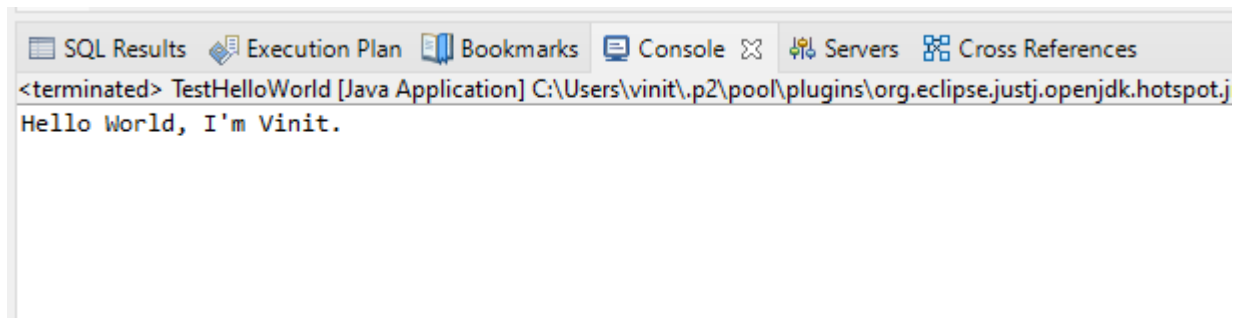 SQL Results Execution Plan Bookmarks Console Servers Cross References
<terminated> TestHelloWorld [Java Application] C:\Users\vinit\.p2\pool\plugins\org.eclipse.justj.openjdk.hotspot.j
Hello World, I'm Vinit.